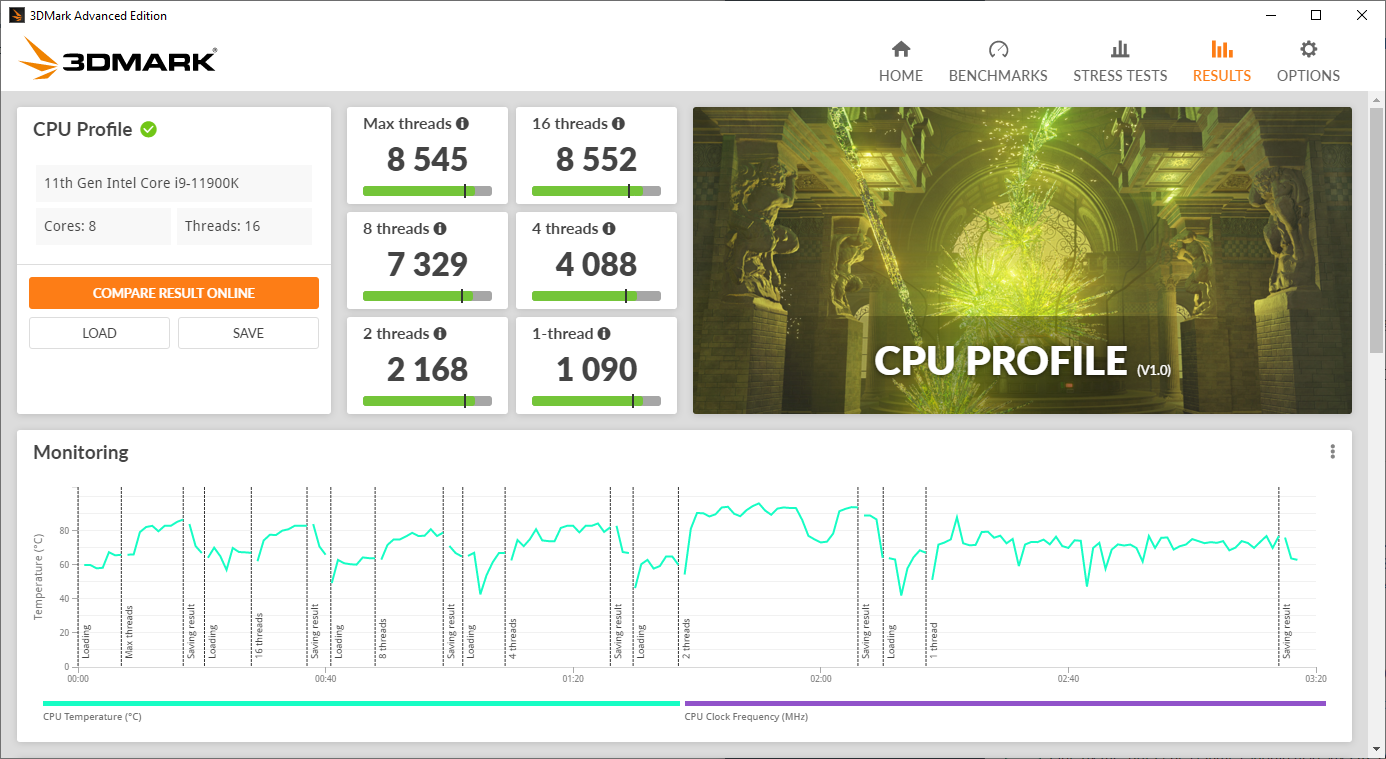 3DMark Advanced Edition
3DMARK®
HOME
BENCHMARKS
STRESS TESTS
RESULTS
OPTIONS
CPU Profile
11th Gen Intel Core i9-11900K
Cores: 8
Threads: 16
COMPARE RESULT ONLINE
LOAD
SAVE
Max threads
8 545
16 threads
8 552
8 threads
7 329
4 threads
4 088
2 threads
2 168
1-thread
1 090
CPU PROFILE (V1.0)
Monitoring
Temperature (°C)
80
60
40
20
0
Loading
Max threads
Saving result
Loading
16 threads
Saving result
Loading
8 threads
Saving result
Loading
4 threads
Saving result
Loading
2 threads
Saving result
Loading
1 thread
Saving result
00:00
00:40
01:20
02:00
02:40
03:20
CPU Temperature (°C)
CPU Clock Frequency (MHz)